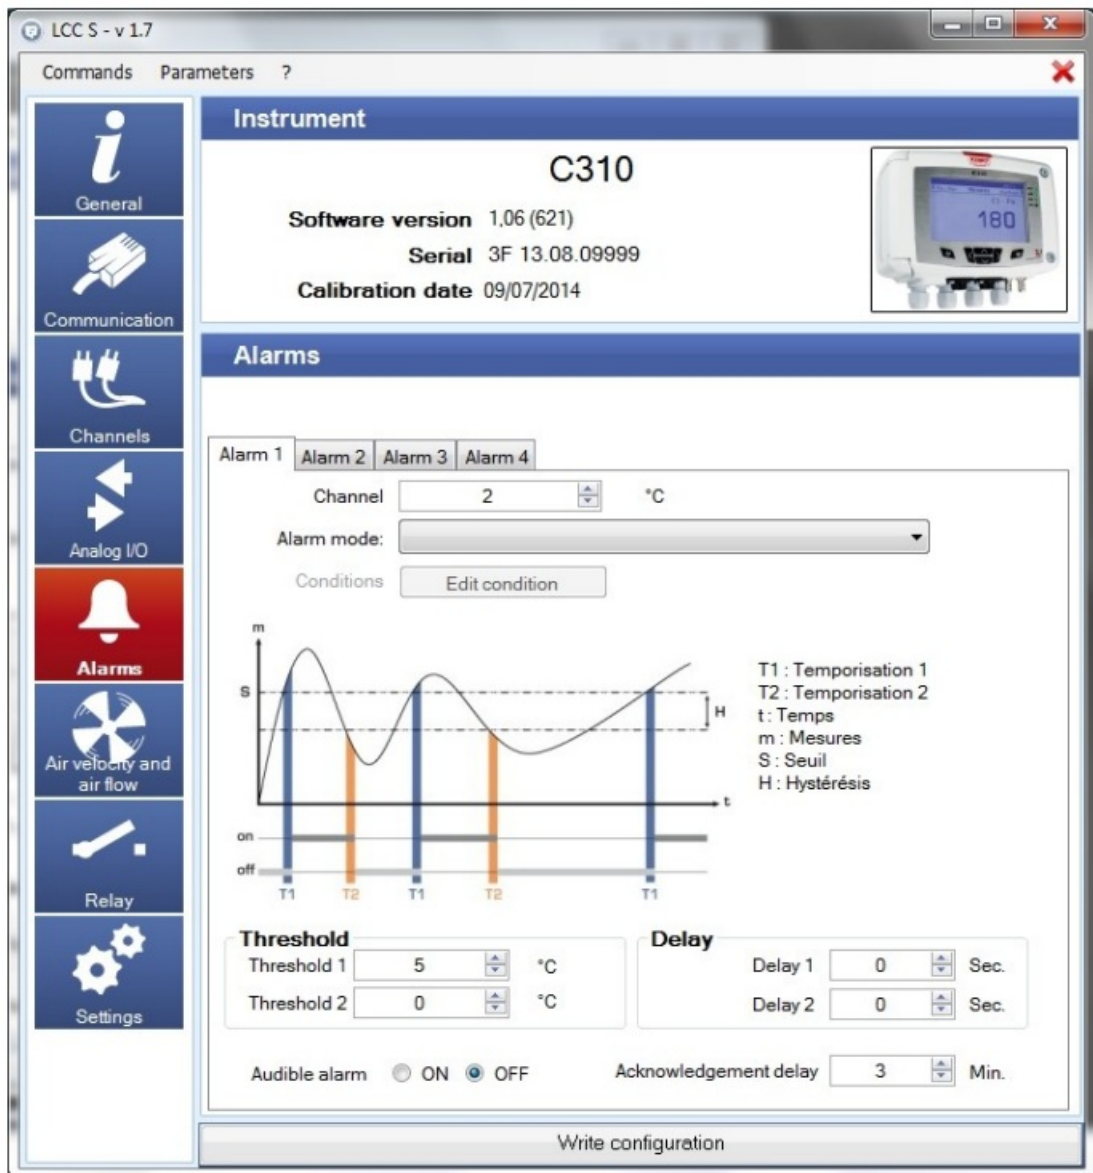 LCC S - v 1.7
Commands Parameters ?
General
Communication
Channels
Analog I/O
Alarms
Air velocity and
air flow
Relay
Settings
Instrument
C310
Software version 1,06 (621)
Serial 3F 13.08.09999
Calibration date 09/07/2014
180
Alarms
Alarm 1 Alarm 2 Alarm 3 Alarm 4
Channel 2 °C
Alarm mode:
Conditions Edit condition
m
S
H
t
on
off
T1 T2 T1 T2 T1
T1 : Temporisation 1
T2 : Temporisation 2
t : Temps
m : Mesures
S : Seuil
H : Hystérésis
Threshold
Threshold 1 5 °C
Threshold 2 0 °C
Delay
Delay 1 0 Sec.
Delay 2 0 Sec.
Audible alarm ON OFF
Acknowledgement delay 3 Min.
Write configuration